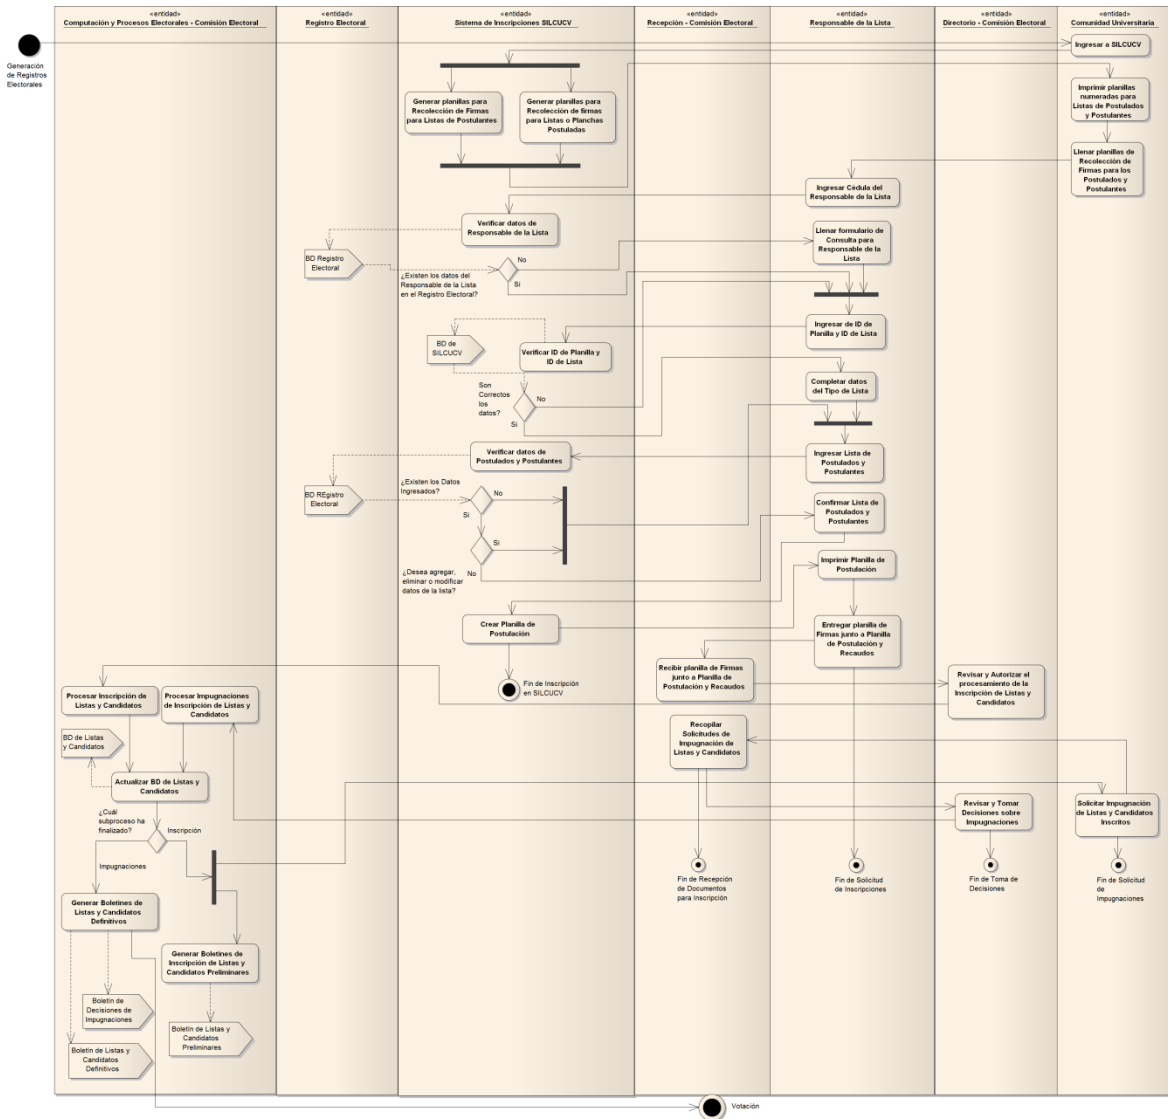 «entidad»
Computación y Procesos Electorales - Comisión Electoral
«entidad»
Registro Electoral
«entidad»
Sistema de Inscripciones SILCUCV
«entidad»
Recepción - Comisión Electoral
«entidad»
Responsable de la Lista
«entidad»
Directorio - Comisión Electoral
«entidad»
Comunidad Universitaria
Generación
de Registros
Electorales
Ingresar a SILCUCV
Generar planillas para
Recolección de Firmas
para Listas de Postulantes
Generar planillas para
Recolección de firmas
para Listas o Planchas
Postuladas
Imprimir planillas
numeradas para
Listas de Postulados
y Postulantes
Llenar planillas de
Recolección de
Firmas para los
Postulados y
Postulantes
Ingresar Cédula del
Responsable de la Lista
Verificar datos de
Responsable de la Lista
Llenar formulario de
Consulta para
Responsable de la
Lista
BD Registro
Electoral
No
Si
¿Existen los datos del
Responsable de la Lista
en el Registro Electoral?
Ingresar de ID de
Planilla y ID de Lista
BD de
SILCUCV
Verificar ID de Planilla y
ID de Lista
Completar datos
del Tipo de Lista
Son
Correctos
los
datos?
No
Si
Verificar datos de
Postulados y Postulantes
Ingresar Lista de
Postulados y
Postulantes
BD REgistro
Electoral
¿Existen los Datos
Ingresados?
No
Si
Si
No
¿Desea agregar,
eliminar o modificar
datos de la lista?
Confirmar Lista de
Postulados y
Postulantes
Imprimir Planilla de
Postulación
Crear Planilla de
Postulación
Entregar planilla de
Firmas junto a Planilla
de Postulación y
Recaudos
Fin de Inscripción
en SILCUCV
Recibir planilla de Firmas
junto a Planilla de
Postulación y Recaudos
Revisar y Autorizar el
procesamiento de la
Inscripción de Listas y
Candidatos
Procesar Inscripción de
Listas y Candidatos
Procesar Impugnaciones
de Inscripción de Listas y
Candidatos
Recopilar
Solicitudes de
Impugnación de
Listas y Candidatos
BD de Listas
y Candidatos
Actualizar BD de Listas y
Candidatos
Revisar y Tomar
Decisiones sobre
Impugnaciones
Solicitar Impugnación
de Listas y Candidatos
Inscritos
¿Cuál
subproceso ha
finalizado?
Inscripción
Impugnaciones
Fin de Recepción
de Documentos
para Inscripción
Fin de Solicitud
de
Inscripciones
Fin de Toma de
Decisiones
Fin de Solicitud
de
Impugnaciones
Generar Boletines de
Listas y Candidatos
Definitivos
Generar Boletines de
Inscripción de Listas y
Candidatos Preliminares
Boletín de
Decisiones de
Impugnaciones
Boletín de Listas y
Candidatos
Preliminares
Boletín de Listas y
Candidatos
Definitivos
Votación